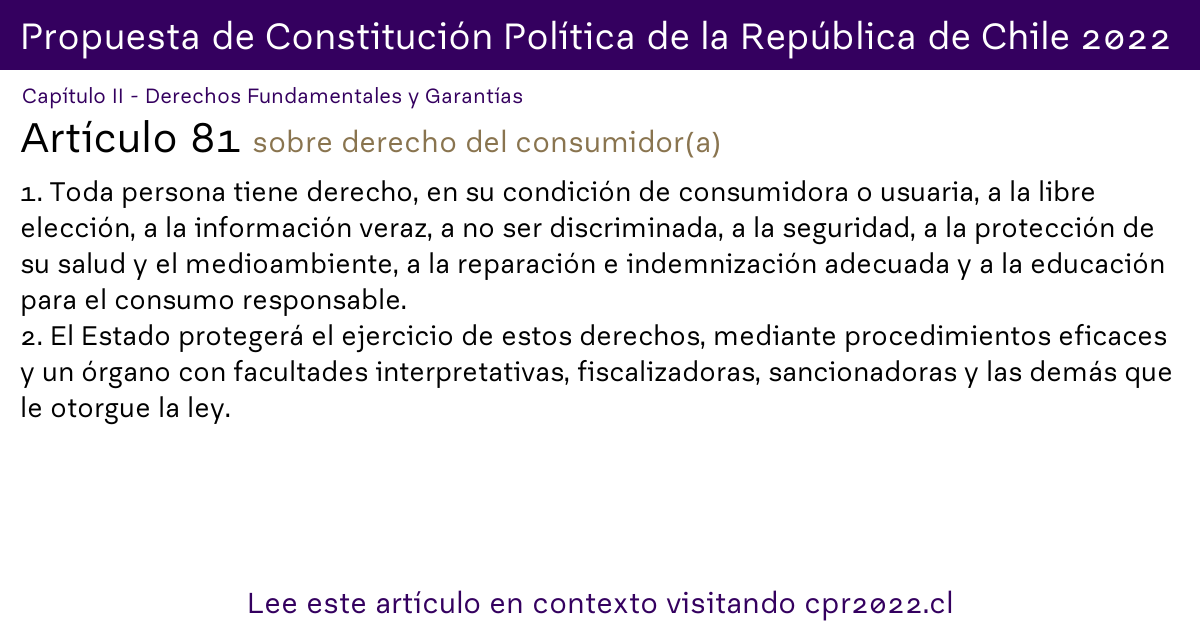 Propuesta de Constitución Política de la República de Chile 2022
Capítulo II - Derechos Fundamentales y Garantías
Artículo 81 sobre derecho del consumidor(a)
1. Toda persona tiene derecho, en su condición de consumidora o usuaria, a la libre
elección, a la información veraz, a no ser discriminada, a la seguridad, a la protección de
su salud y el medioambiente, a la reparación e indemnización adecuada y a la educación
para el consumo responsable.
2. El Estado protegerá el ejercicio de estos derechos, mediante procedimientos eficaces
y un órgano con facultades interpretativas, fiscalizadoras, sancionadoras y las demás que
le otorgue la ley.
Lee este artículo en contexto visitando cpr2022.cl